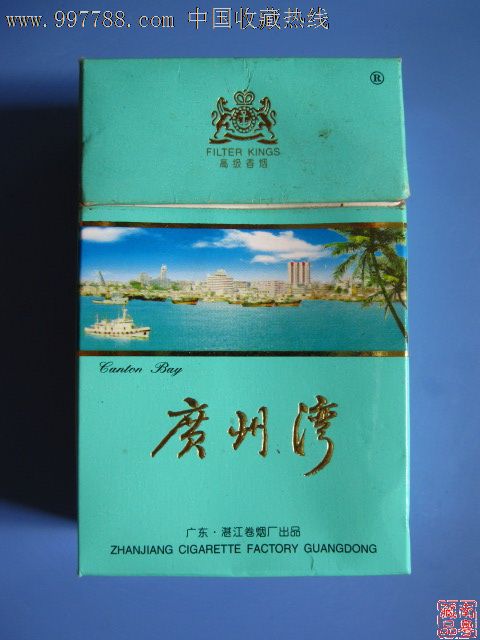 www.997788.com 中国收藏热线
®
FILTER KINGS
高级香烟
Canton Bay
廣州湾
广东·湛江卷烟厂出品
ZHANJIANG CIGARETTE FACTORY GUANGDONG